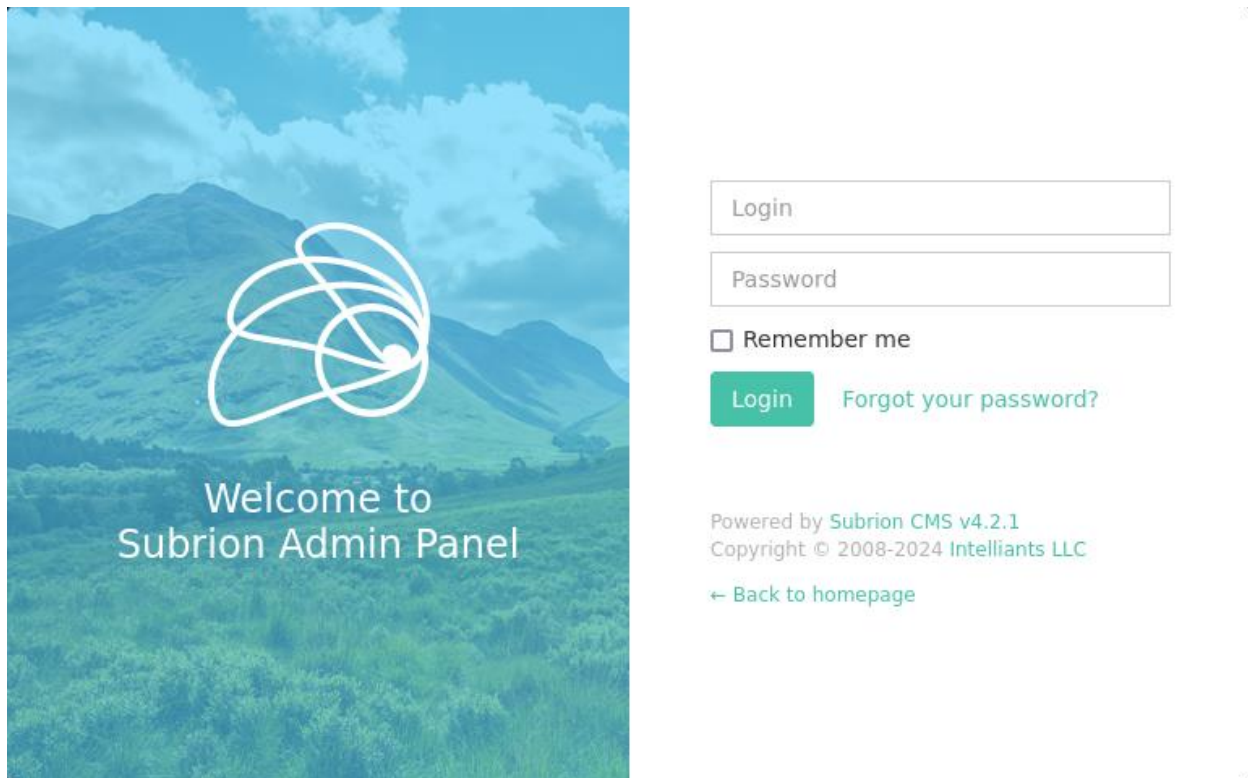 Welcome to
Subrion Admin Panel
Login
Password
Remember me
Login Forgot your password?
Powered by Subrion CMS v4.2.1
Copyright © 2008-2024 Intelliants LLC
← Back to homepage